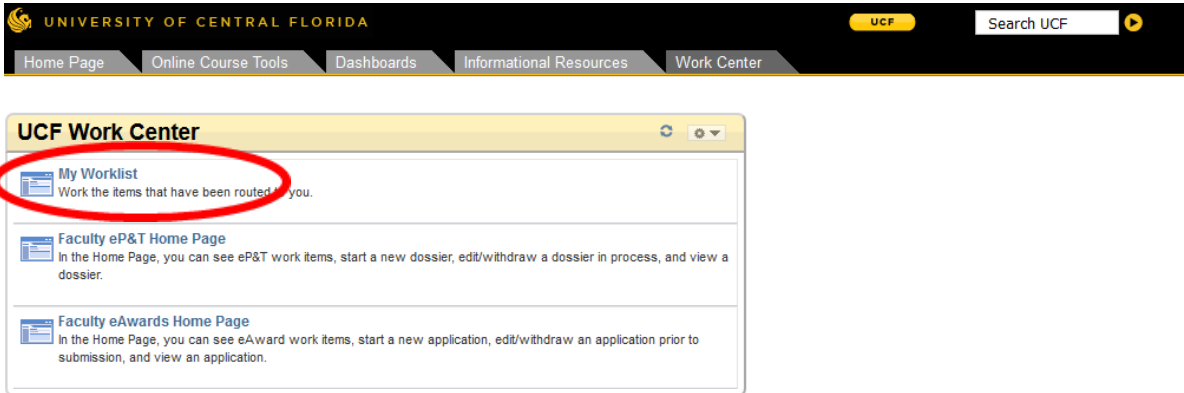 UNIVERSITY OF CENTRAL FLORIDA UCF Search UCF
Home Page Online Course Tools Dashboards Informational Resources Work Center
UCF Work Center
My Worklist
Work the items that have been routed to you.
Faculty eP&T Home Page
In the Home Page, you can see eP&T work items, start a new dossier, edit/withdraw a dossier in process, and view a
dossier.
Faculty eAwards Home Page
In the Home Page, you can see eAward work items, start a new application, edit/withdraw an application prior to
submission, and view an application.